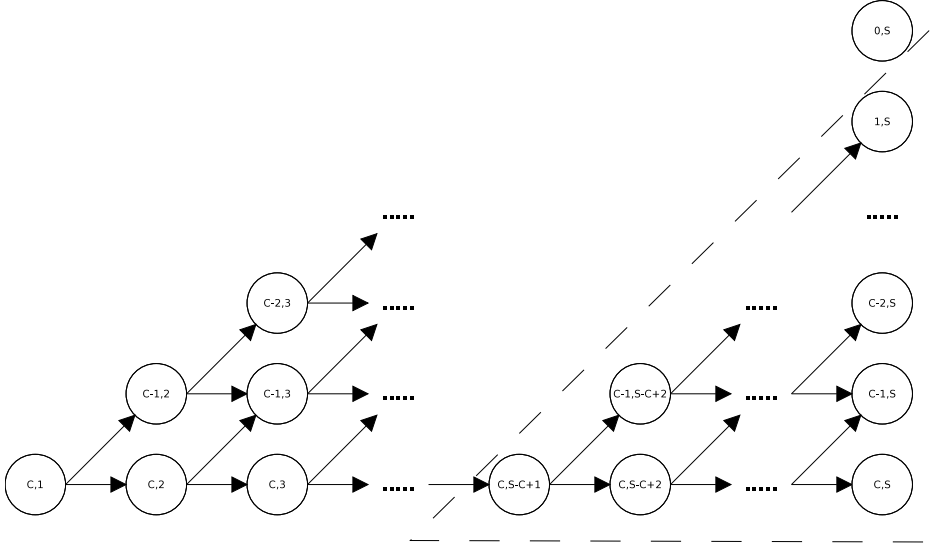 0,S
1,S
.....
.....
C-2,3
.....
.....
C-2,S
C-1,2
C-1,3
.....
C-1,S-C+2
.....
C-1,S
C,1
C,2
C,3
.....
C,S-C+1
C,S-C+2
.....
C,S